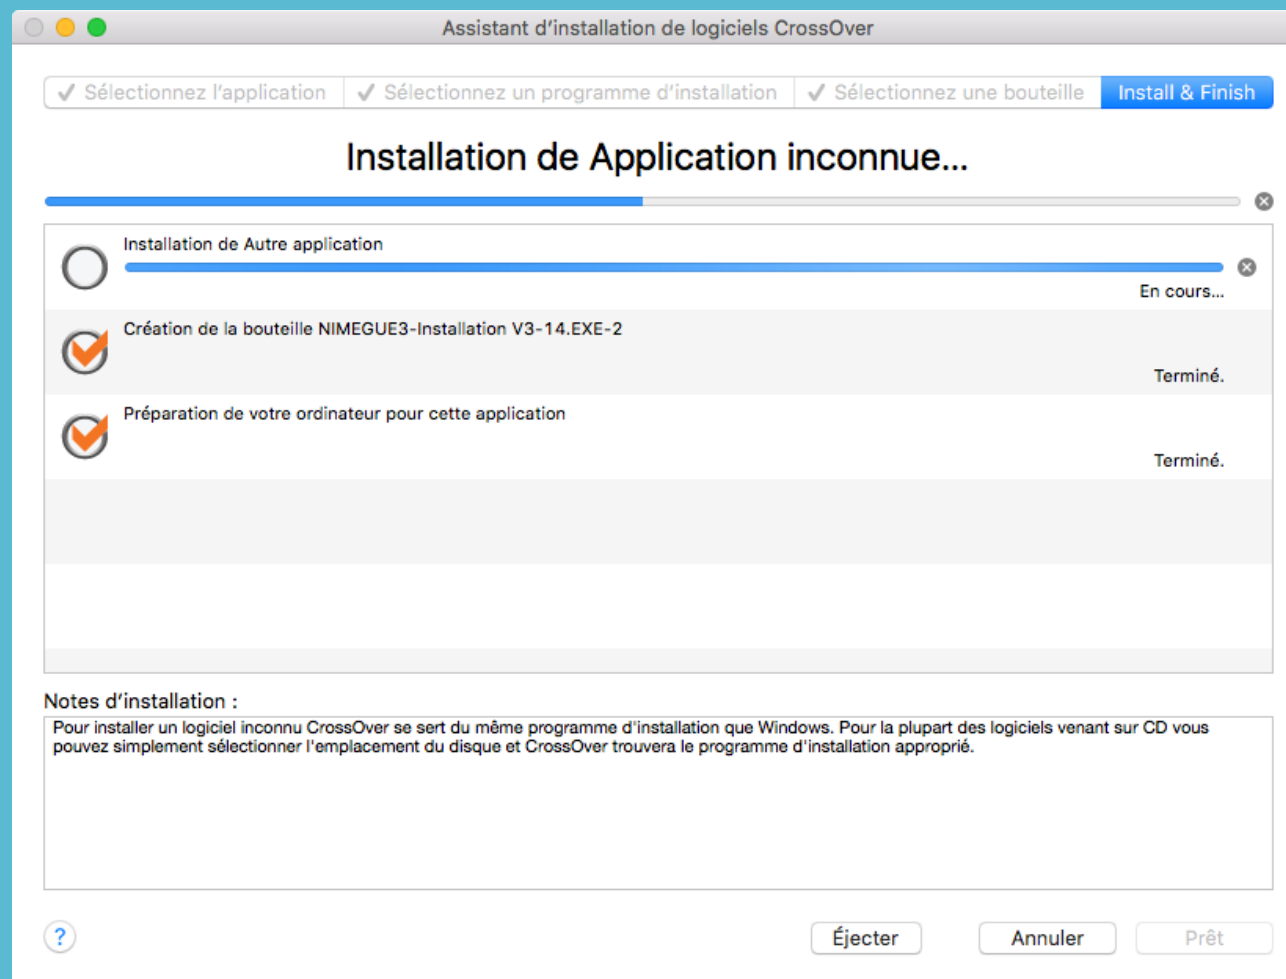 Assistant d’installation de logiciels CrossOver
✓ Sélectionnez l’application ✓ Sélectionnez un programme d’installation ✓ Sélectionnez une bouteille Install & Finish
Installation de Application inconnue...
Installation de Autre application
En cours...
Création de la bouteille NIMEGUE3-Installation V3-14.EXE-2
Terminé.
Préparation de votre ordinateur pour cette application
Terminé.
Notes d’installation :
Pour installer un logiciel inconnu CrossOver se sert du même programme d'installation que Windows. Pour la plupart des logiciels venant sur CD vous
pouvez simplement sélectionner l'emplacement du disque et CrossOver trouvera le programme d'installation approprié.
? Éjecter Annuler Prêt